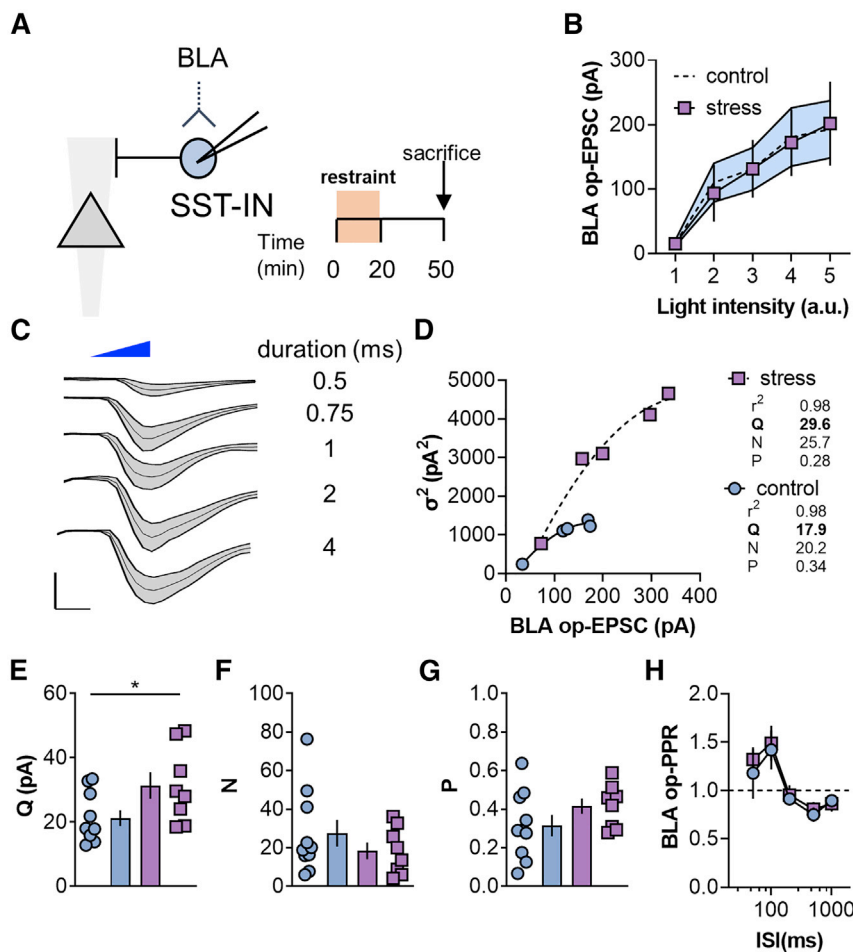 A
BLA
SST-IN
restraint
sacrifice
Time
(min)
0
20
50
B
BLA op-EPSC (pA)
300
200
100
0
control
stress
1
2
3
4
5
Light intensity (a.u.)
C
duration (ms)
0.5
0.75
1
2
4
D
σ² (pA²)
5000
4000
3000
2000
1000
0
0
100
200
300
400
BLA op-EPSC (pA)
stress
r² 0.98
Q 29.6
N 25.7
P 0.28
control
r² 0.98
Q 17.9
N 20.2
P 0.34
E
Q (pA)
60
40
20
0
*
F
N
100
80
60
40
20
0
G
P
1.0
0.8
0.6
0.4
0.2
0.0
H
BLA op-PPR
2.0
1.5
1.0
0.5
0.0
100
1000
ISI(ms)